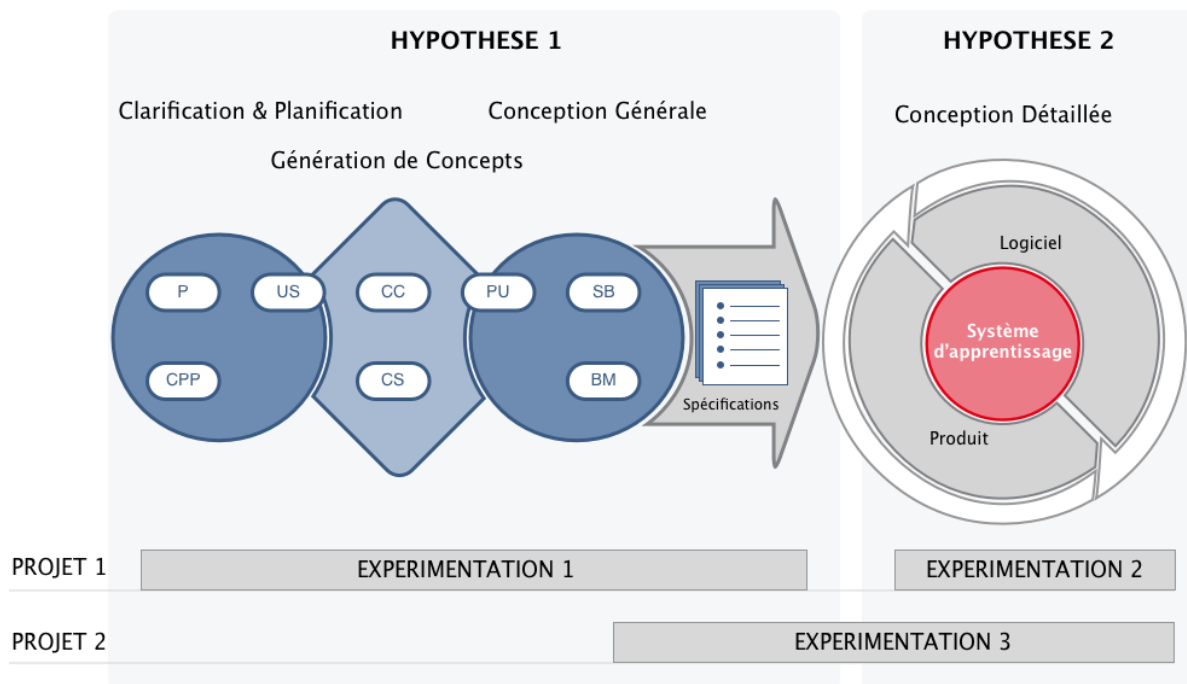 HYPOTHESE 1
HYPOTHESE 2
Clarification & Planification
Conception Générale
Conception Détaillée
Génération de Concepts
P
US
CC
PU
SB
CPP
CS
BM
Spécifications
Logiciel
Système
d'apprentissage
Produit
PROJET 1
EXPERIMENTATION 1
EXPERIMENTATION 2
PROJET 2
EXPERIMENTATION 3